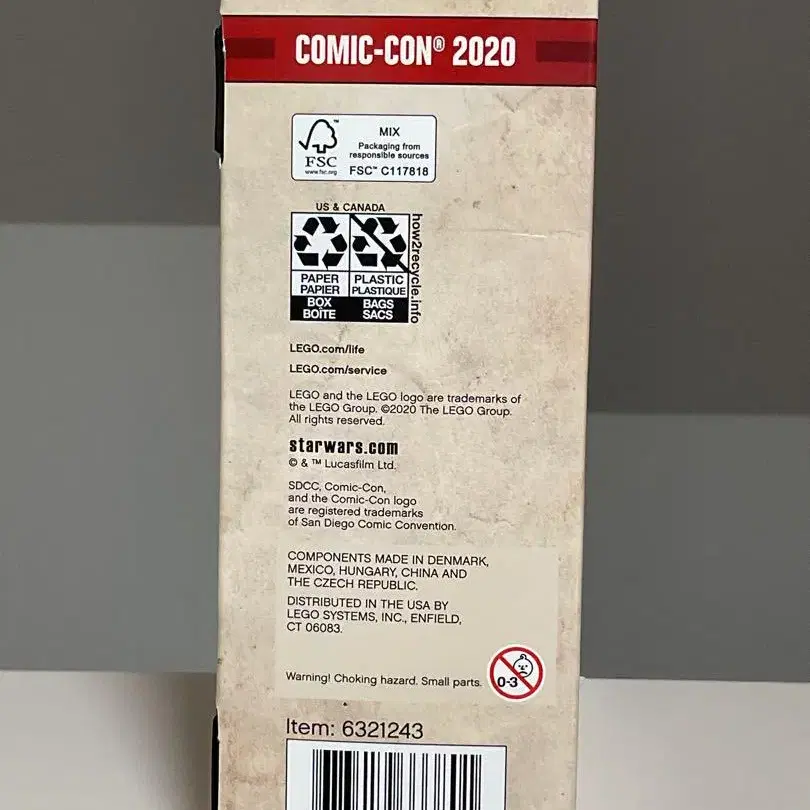 COMIC-CON® 2020
FSC™
www.fsc.org
MIX
Packaging from
responsible sources
FSC™ C117818
US & CANADA
PAPER
PAPIER
BOX
BOÎTE
PLASTIC
PLASTIQUE
BAGS
SACS
how2recycle.info
LEGO.com/life
LEGO.com/service
LEGO and the LEGO logo are trademarks of
the LEGO Group. ©2020 The LEGO Group.
All rights reserved.
starwars.com
© & ™ Lucasfilm Ltd.
SDCC, Comic-Con,
and the Comic-Con logo
are registered trademarks
of San Diego Comic Convention.
COMPONENTS MADE IN DENMARK,
MEXICO, HUNGARY, CHINA AND
THE CZECH REPUBLIC.
DISTRIBUTED IN THE USA BY
LEGO SYSTEMS, INC., ENFIELD,
CT 06083.
Warning! Choking hazard. Small parts.
0-3
Item: 6321243